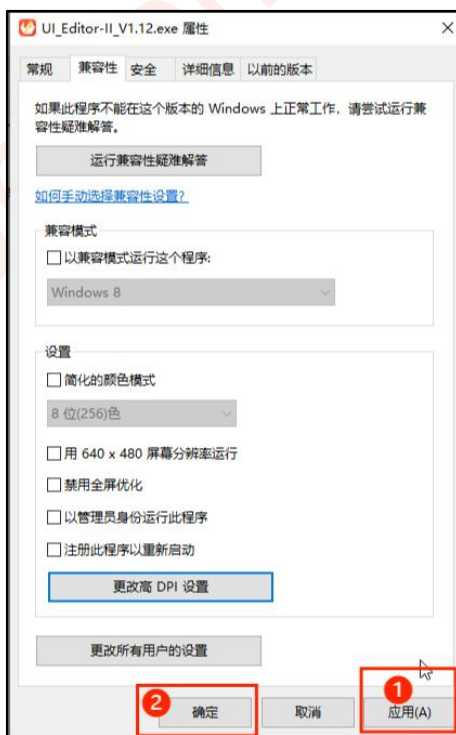 UI_Editor-II_V1.12.exe 属性
常规 兼容性 安全 详细信息 以前的版本
如果此程序不能在这个版本的 Windows 上正常工作，请尝试运行兼
容性疑难解答。
运行兼容性疑难解答
如何手动选择兼容性设置?
兼容模式
以兼容模式运行这个程序:
Windows 8
设置
简化的颜色模式
8 位(256)色
用 640 x 480 屏幕分辨率运行
禁用全屏优化
以管理员身份运行此程序
注册此程序以重新启动
更改高 DPI 设置
更改所有用户的设置
2 1
确定 取消 应用(A)